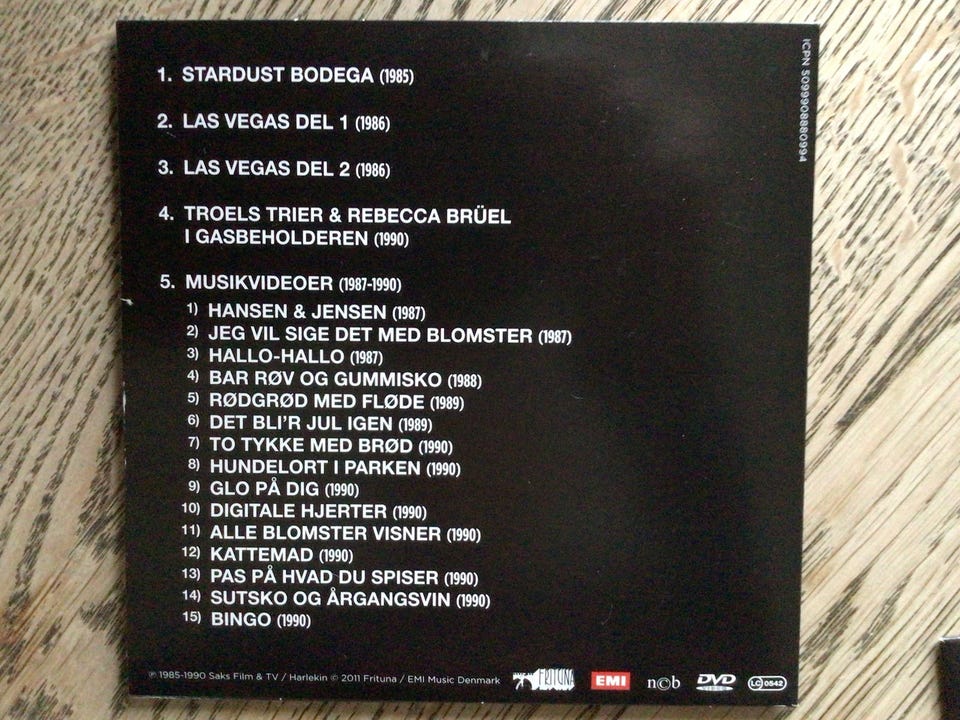 1. STARDUST BODEGA (1985)
2. LAS VEGAS DEL 1 (1986)
3. LAS VEGAS DEL 2 (1986)
4. TROELS TRIER & REBECCA BRÜEL
I GASBEHOLDEREN (1990)
5. MUSIKVIDEOER (1987-1990)
1) HANSEN & JENSEN (1987)
2) JEG VIL SIGE DET MED BLOMSTER (1987)
3) HALLO-HALLO (1987)
4) BAR RØV OG GUMMISKO (1988)
5) RØDGRØD MED FLØDE (1989)
6) DET BLI'R JUL IGEN (1989)
7) TO TYKKE MED BRØD (1990)
8) HUNDELORT I PARKEN (1990)
9) GLO PÅ DIG (1990)
10) DIGITALE HJERTER (1990)
11) ALLE BLOMSTER VISNER (1990)
12) KATTEMAD (1990)
13) PAS PÅ HVAD DU SPISER (1990)
14) SUTSKO OG ÅRGANGSVIN (1990)
15) BINGO (1990)
℗ 1985-1990 Saks Film & TV / Harlekin © 2011 Frituna / EMI Music Denmark
FRITUNA
EMI
n©b
DVD VIDEO
LC 0542
ICPN 5099908880994